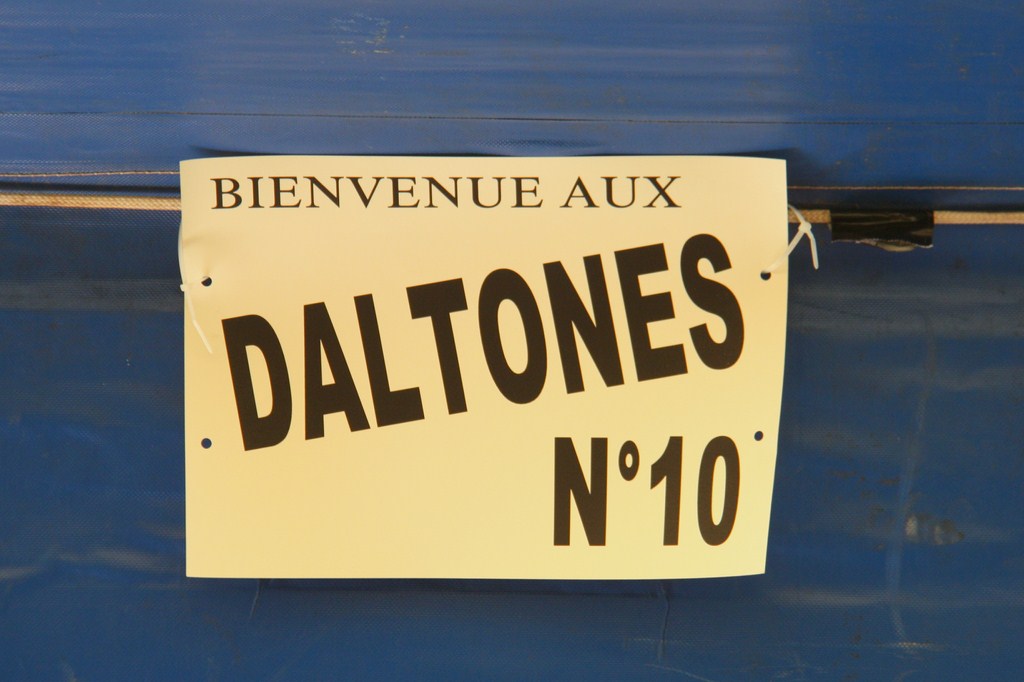 BIENVENUE AUX
DALTONES
N°10